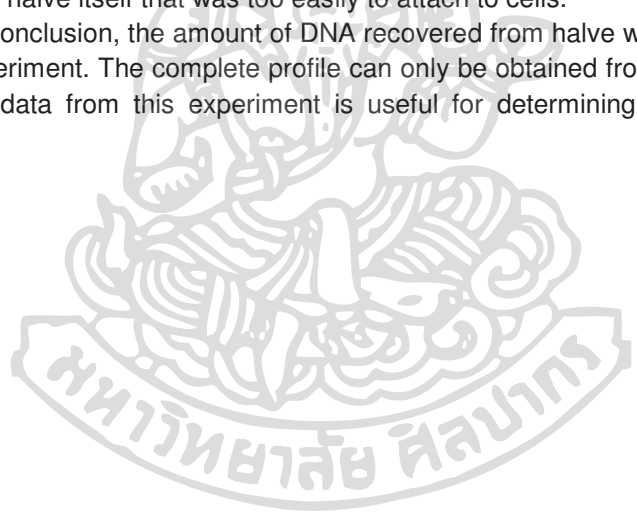 halve itself that was too easily to attach to cells.
onclusion, the amount of DNA recovered from halve w
eriment. The complete profile can only be obtained fro
data from this experiment is useful for determining
มหาวิทยาลัย ศิลปากร